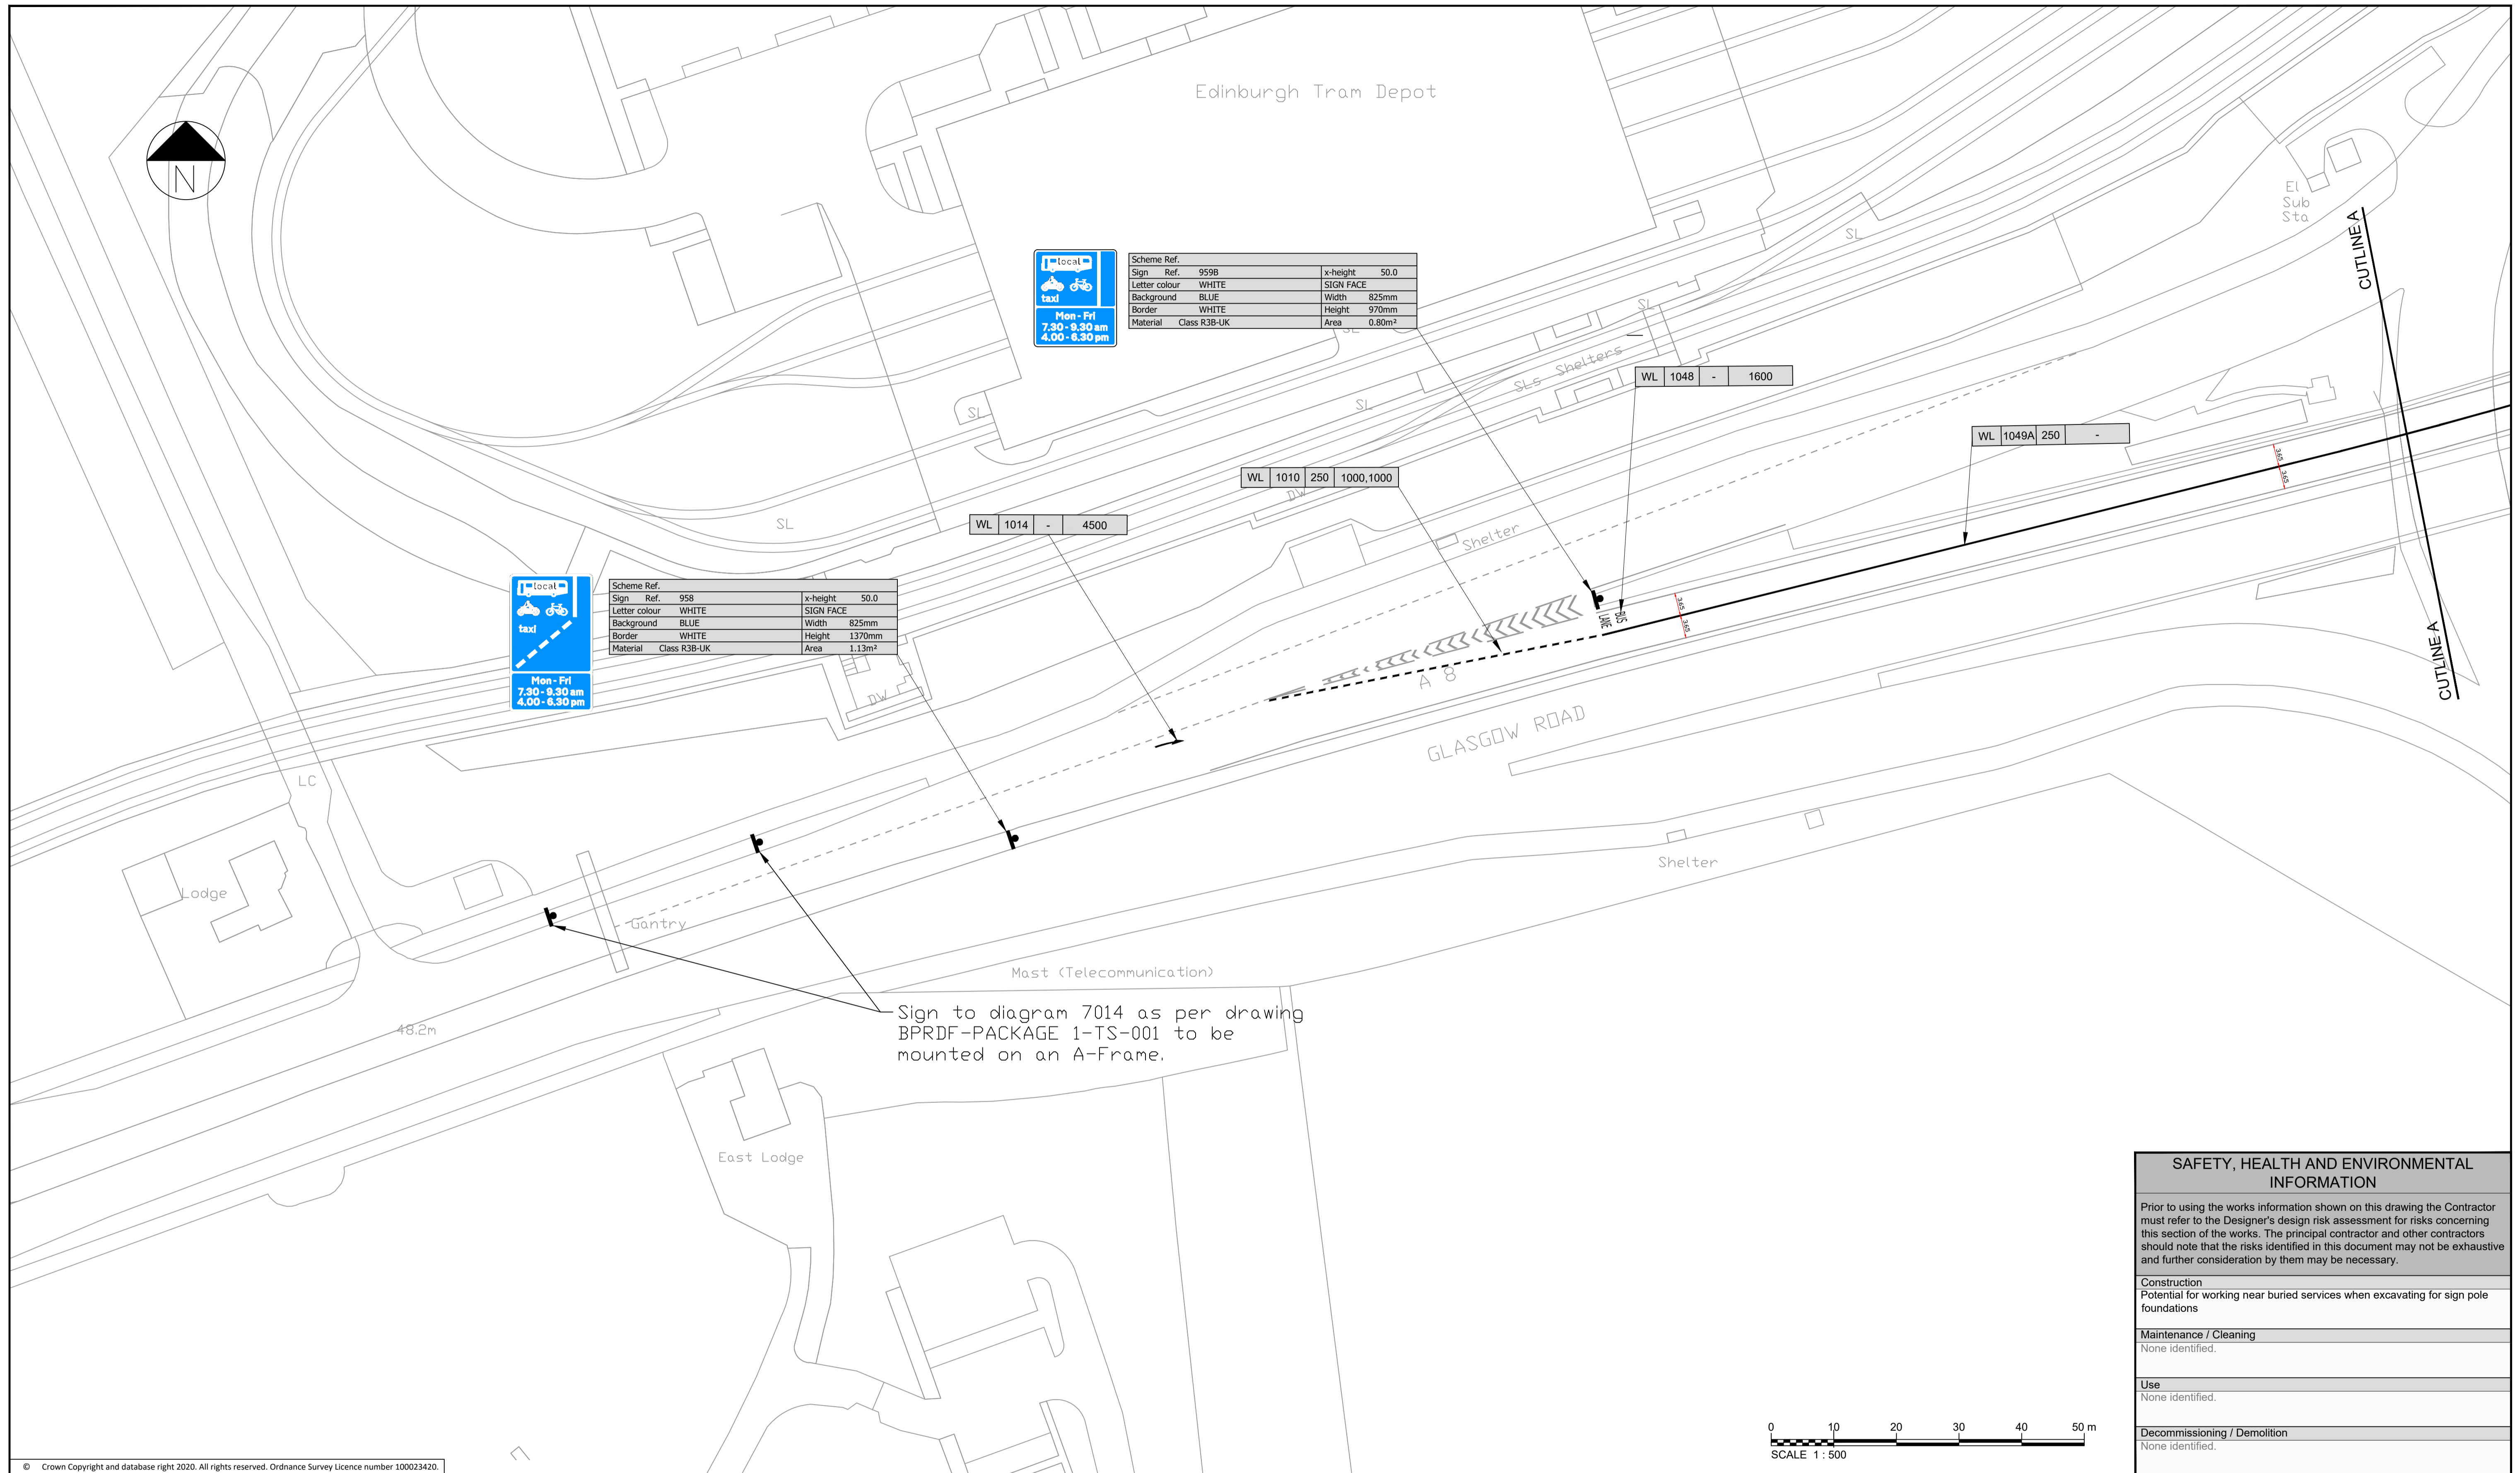 Edinburgh Tram Depot
N
El
Sub
Sta
CUTLINE A
SL
local
taxi
Mon - Fri
7.30 - 9.30 am
4.00 - 6.30 pm
Scheme Ref.
Sign Ref. 959B x-height 50.0
Letter colour WHITE SIGN FACE
Background BLUE Width 825mm
Border WHITE Height 970mm
Material Class R3B-UK Area 0.80m²
SL
SL
SLs Shelters
WL 1048 - 1600
SL
SL
WL 1049A 250 -
3.65
3.65
WL 1010 250 1000,1000
DW
WL 1014 - 4500
SL
Shelter
local
taxi
Mon - Fri
7.30 - 9.30 am
4.00 - 6.30 pm
Scheme Ref.
Sign Ref. 958 x-height 50.0
Letter colour WHITE SIGN FACE
Background BLUE Width 825mm
Border WHITE Height 1370mm
Material Class R3B-UK Area 1.13m²
BUS
LANE
3.65
3.65
CUTLINE A
A 8
DW
GLASGOW ROAD
LC
Shelter
Lodge
Gantry
Mast (Telecommunication)
Sign to diagram 7014 as per drawing
BPRDF-PACKAGE 1-TS-001 to be
mounted on an A-Frame.
48.2m
East Lodge
SAFETY, HEALTH AND ENVIRONMENTAL
INFORMATION
Prior to using the works information shown on this drawing the Contractor
must refer to the Designer's design risk assessment for risks concerning
this section of the works. The principal contractor and other contractors
should note that the risks identified in this document may not be exhaustive
and further consideration by them may be necessary.
Construction
Potential for working near buried services when excavating for sign pole
foundations
Maintenance / Cleaning
None identified.
Use
None identified.
Decommissioning / Demolition
None identified.
0 10 20 30 40 50 m
SCALE 1 : 500
© Crown Copyright and database right 2020. All rights reserved. Ordnance Survey Licence number 100023420.